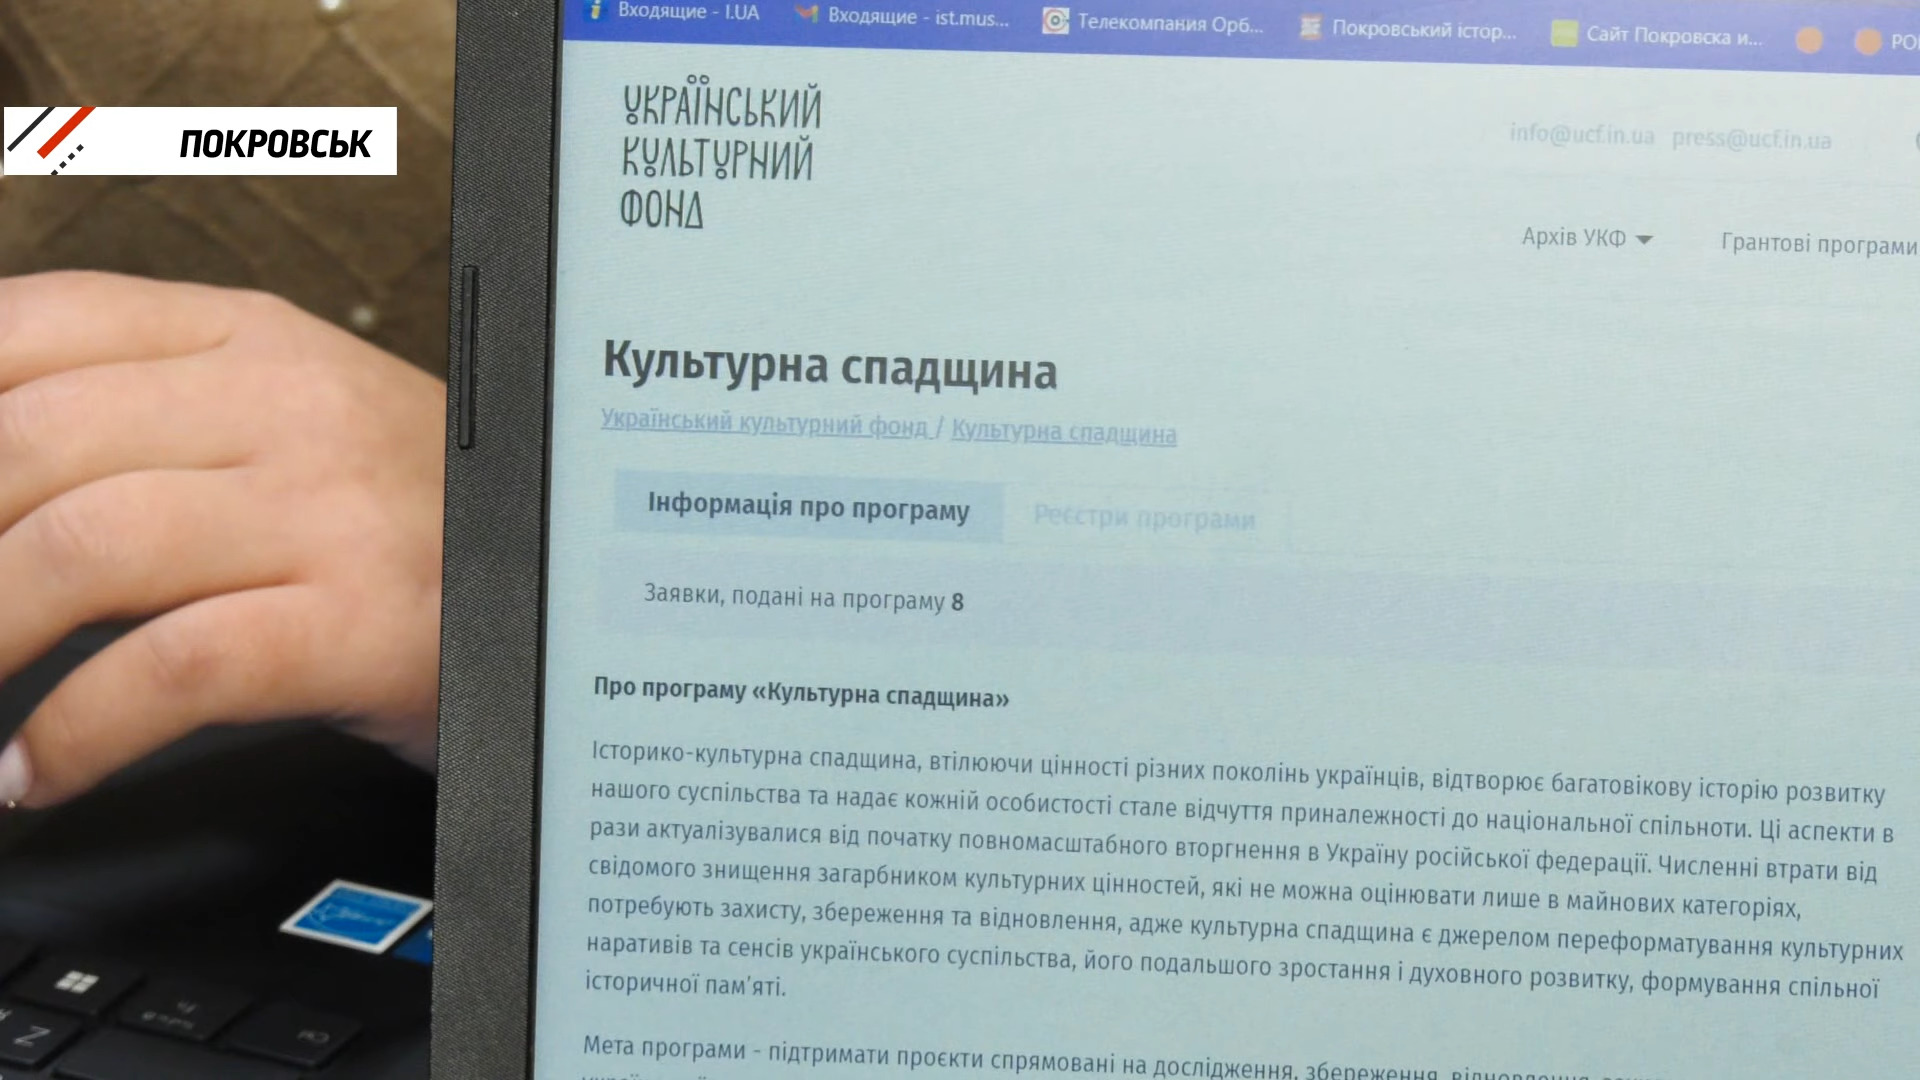 Входящие - I.UA
Входящие - ist.mus...
Телекомпания Орб...
Покровський істор...
Сайт Покровска и...
ПОКРОВСЬК
УКРАЇНСЬКИЙ
КУЛЬТУРНИЙ
ФОНД
info@ucf.in.ua press@ucf.in.ua
Архів УКФ
Грантові програми
Культурна спадщина
Український культурний фонд / Культурна спадщина
Інформація про програму
Реєстри програми
Заявки, подані на програму 8
Про програму «Культурна спадщина»
Історико-культурна спадщина, втілюючи цінності різних поколінь українців, відтворює багатовікову історію розвитку
нашого суспільства та надає кожній особистості стале відчуття приналежності до національної спільноти. Ці аспекти в
рази актуалізувалися від початку повномасштабного вторгнення в Україну російської федерації. Численні втрати від
свідомого знищення загарбником культурних цінностей, які не можна оцінювати лише в майнових категоріях,
потребують захисту, збереження та відновлення, адже культурна спадщина є джерелом переформатування культурних
наративів та сенсів українського суспільства, його подальшого зростання і духовного розвитку, формування спільної
історичної пам’яті.
Мета програми - підтримати проєкти спрямовані на дослідження, збереження,
Z